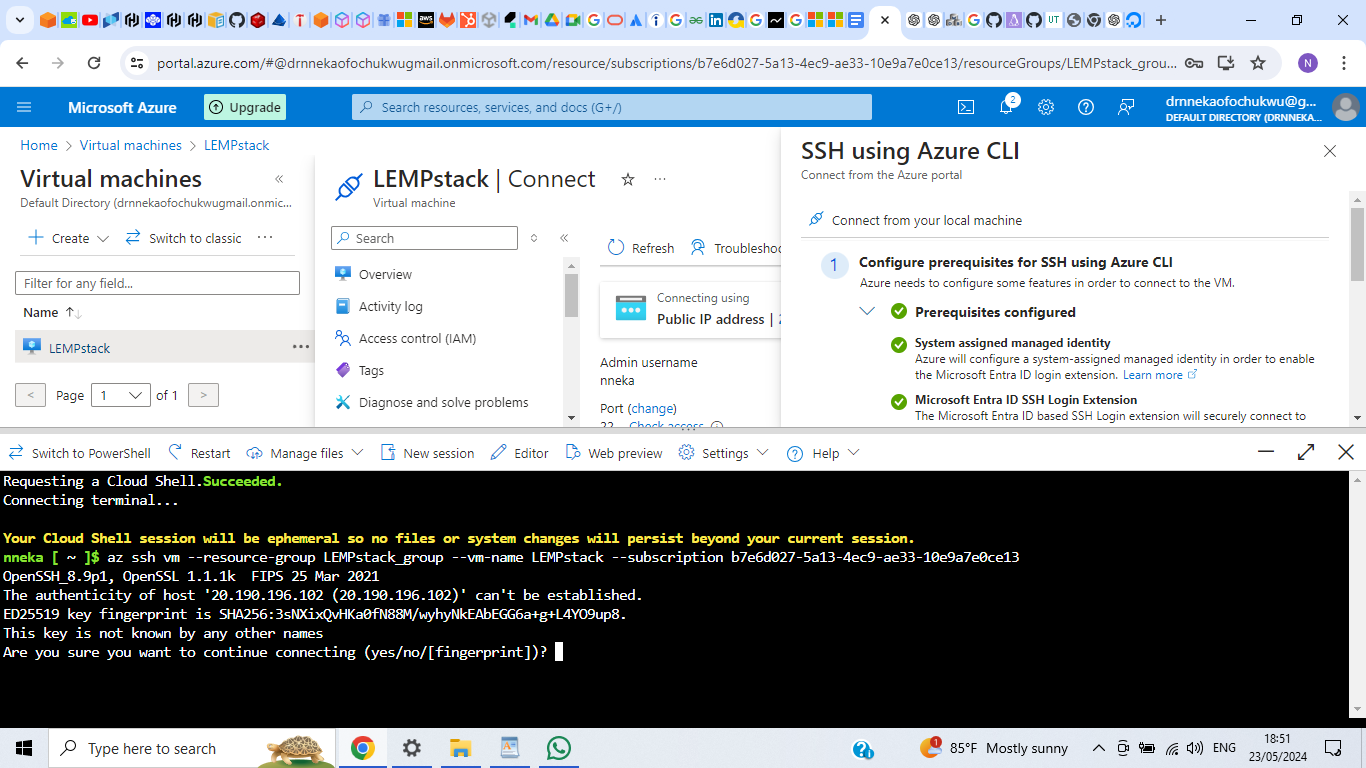 portal.azure.com/#@drnnekaofochukwugmail.onmicrosoft.com/resource/subscriptions/b7e6d027-5a13-4ec9-ae33-10e9a7e0ce13/resourceGroups/LEMPstack_grou...
N
Microsoft Azure
Upgrade
Search resources, services, and docs (G+/)
2
drnnekaofochukwu@g...
DEFAULT DIRECTORY (DRNNEKA...
Home > Virtual machines > LEMPstack
Virtual machines
Default Directory (drnnekaofochukwugmail.onmic...
Create
Switch to classic
Filter for any field...
Name
LEMPstack
< Page 1 of 1 >
LEMPstack | Connect
Virtual machine
Search
Overview
Activity log
Access control (IAM)
Tags
Diagnose and solve problems
Refresh
Troubleshoo
Connecting using
Public IP address |
Admin username
nneka
Port (change)
22 Check access
SSH using Azure CLI
Connect from the Azure portal
Connect from your local machine
1 Configure prerequisites for SSH using Azure CLI
Azure needs to configure some features in order to connect to the VM.
Prerequisites configured
System assigned managed identity
Azure will configure a system-assigned managed identity in order to enable
the Microsoft Entra ID login extension. Learn more
Microsoft Entra ID SSH Login Extension
The Microsoft Entra ID based SSH Login extension will securely connect to
Switch to PowerShell Restart Manage files New session Editor Web preview Settings Help
Requesting a Cloud Shell.Succeeded.
Connecting terminal...
Your Cloud Shell session will be ephemeral so no files or system changes will persist beyond your current session.
nneka [ ~ ]$ az ssh vm --resource-group LEMPstack_group --vm-name LEMPstack --subscription b7e6d027-5a13-4ec9-ae33-10e9a7e0ce13
OpenSSH_8.9p1, OpenSSL 1.1.1k  FIPS 25 Mar 2021
The authenticity of host '20.190.196.102 (20.190.196.102)' can't be established.
ED25519 key fingerprint is SHA256:3sNXixQvHKa0fN88M/wyhyNkEAbEGG6a+g+L4YO9up8.
This key is not known by any other names
Are you sure you want to continue connecting (yes/no/[fingerprint])?
Type here to search
1
85°F Mostly sunny
ENG
18:51
23/05/2024